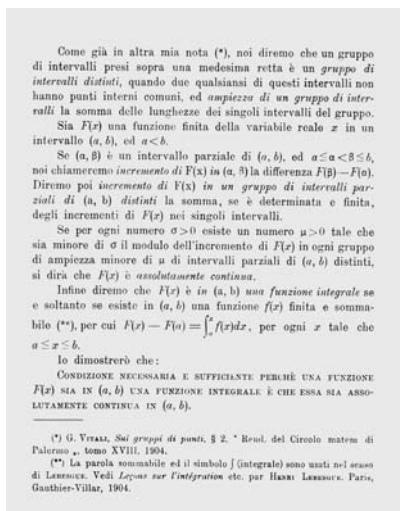 Come già in altra mia nota (*), noi diremo che un gruppo
di intervalli presi sopra una medesima retta è un gruppo di
intervalli distinti, quando due qualsiansi di questi intervalli non
hanno punti interni comuni, ed ampiezza di un gruppo di inter-
valli la somma delle lunghezze dei singoli intervalli del gruppo.
Sia F(x) una funzione finita della variabile reale x in un
intervallo (a, b), ed a<b.
Se (α, β) è un intervallo parziale di (a, b), ed a≤α<β≤b,
noi chiameremo incremento di F(x) in (α, β) la differenza F(β)—F(α).
Diremo poi incremento di F(x) in un gruppo di intervalli par-
ziali di (a, b) distinti la somma, se è determinata e finita,
degli incrementi di F(x) nei singoli intervalli.
Se per ogni numero σ>0 esiste un numero μ>0 tale che
sia minore di σ il modulo dell'incremento di F(x) in ogni gruppo
di ampiezza minore di μ di intervalli parziali di (a, b) distinti,
si dirà che F(x) è assolutamente continua.
Infine diremo che F(x) è in (a, b) una funzione integrale se
e soltanto se esiste in (a, b) una funzione f(x) finita e somma-
bile (**), per cui F(x) — F(a) = ∫ₐˣ f(x)dx, per ogni x tale che
a ≤ x ≤ b.
Io dimostrerò che:
CONDIZIONE NECESSARIA E SUFFICIENTE PERCHÈ UNA FUNZIONE
F(x) SIA IN (a, b) UNA FUNZIONE INTEGRALE È CHE ESSA SIA ASSO-
LUTAMENTE CONTINUA IN (a, b).
(*) G. VITALI, Sui gruppi di punti, § 2. " Rend. del Circolo matem di
Palermo „, tomo XVIII, 1904.
(**) La parola sommabile ed il simbolo ∫ (integrale) sono usati nel senso
di LEBESGUE. Vedi Leçons sur l'intégration etc. par HENRI LEBESGUE. Paris,
Gauthier-Villar, 1904.